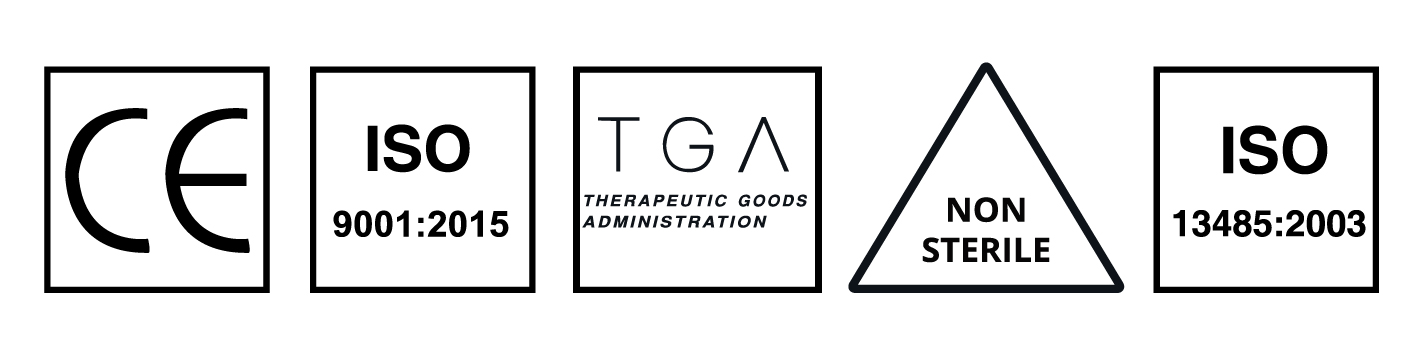 CE
ISO
9001:2015
TGA
THERAPEUTIC GOODS
ADMINISTRATION
NON
STERILE
ISO
13485:2003